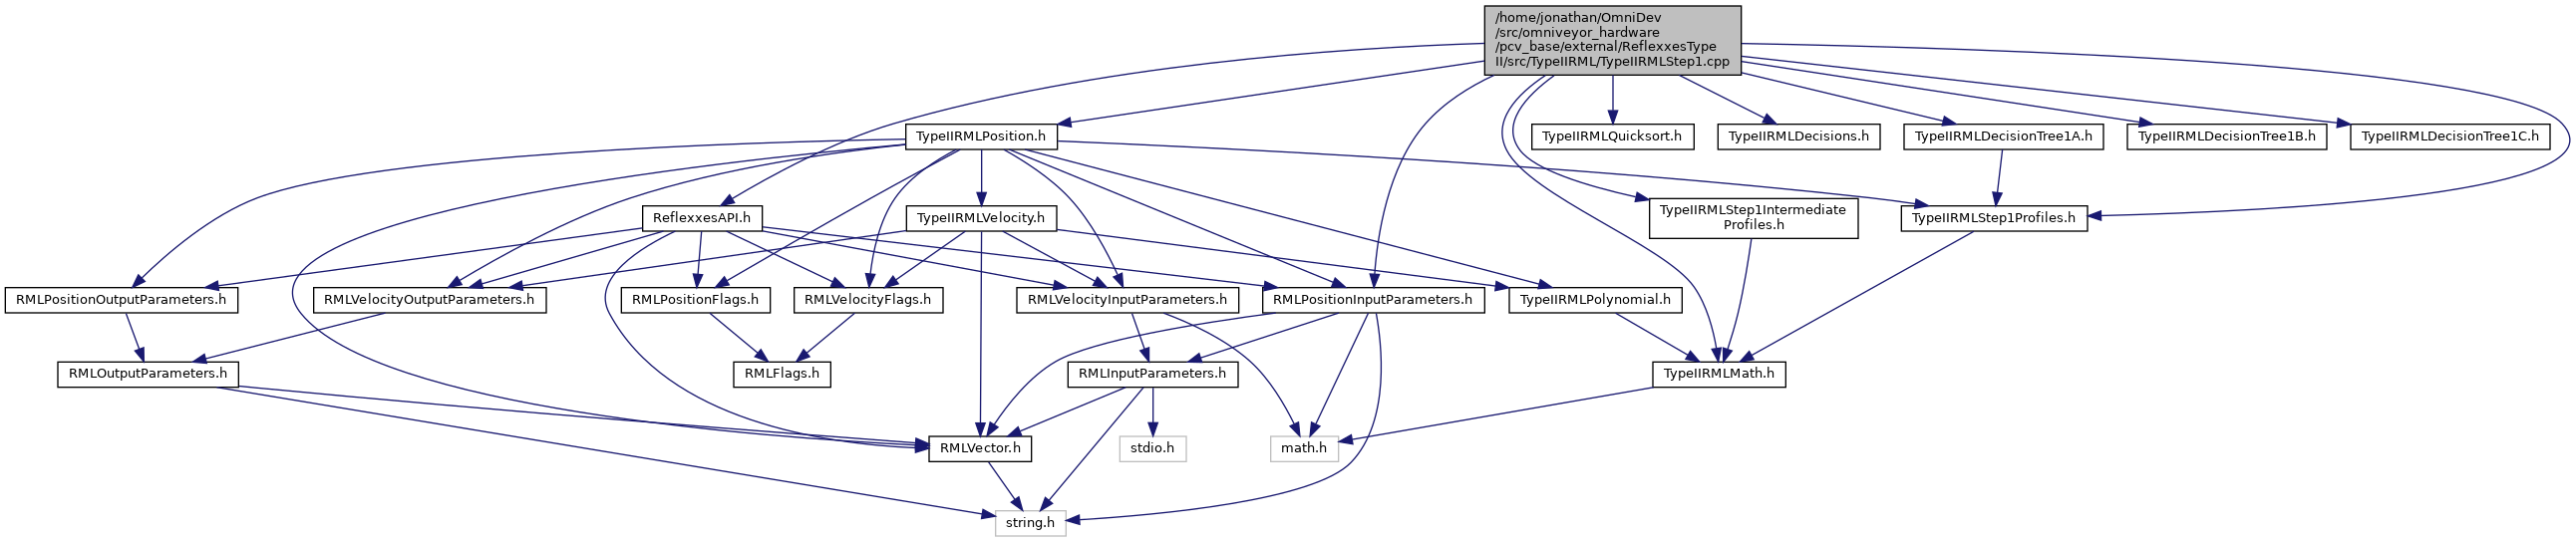 /home/jonathan/OmniDev
/src/omniveyor_hardware
/pcv_base/external/ReflexxesType
II/src/TypeIIRML/TypeIIRMLStep1.cpp
TypeIIRMLPosition.h
TypeIIRMLQuicksort.h
TypeIIRMLDecisions.h
TypeIIRMLDecisionTree1A.h
TypeIIRMLDecisionTree1B.h
TypeIIRMLDecisionTree1C.h
ReflexxesAPI.h
TypeIIRMLVelocity.h
TypeIIRMLStep1Intermediate
Profiles.h
TypeIIRMLStep1Profiles.h
RMLPositionOutputParameters.h
RMLVelocityOutputParameters.h
RMLPositionFlags.h
RMLVelocityFlags.h
RMLVelocityInputParameters.h
RMLPositionInputParameters.h
TypeIIRMLPolynomial.h
RMLOutputParameters.h
RMLFlags.h
RMLInputParameters.h
TypeIIRMLMath.h
RMLVector.h
stdio.h
math.h
string.h